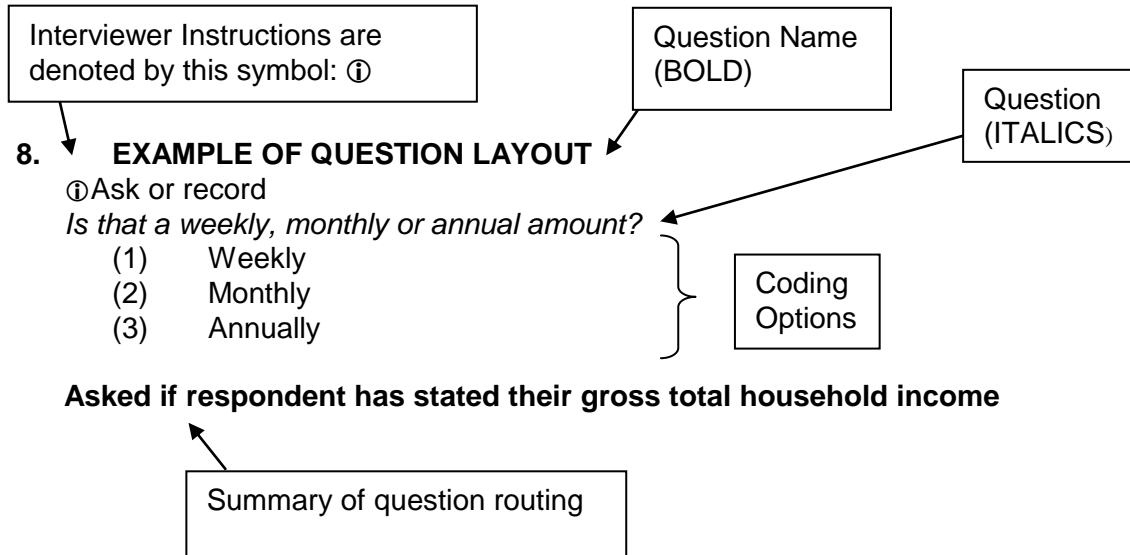 Interviewer Instructions are
denoted by this symbol: ⓘ
Question Name
(BOLD)
Question
(ITALICS)
8. EXAMPLE OF QUESTION LAYOUT
ⓘAsk or record
Is that a weekly, monthly or annual amount?
(1) Weekly
(2) Monthly
(3) Annually
Coding
Options
Asked if respondent has stated their gross total household income
Summary of question routing